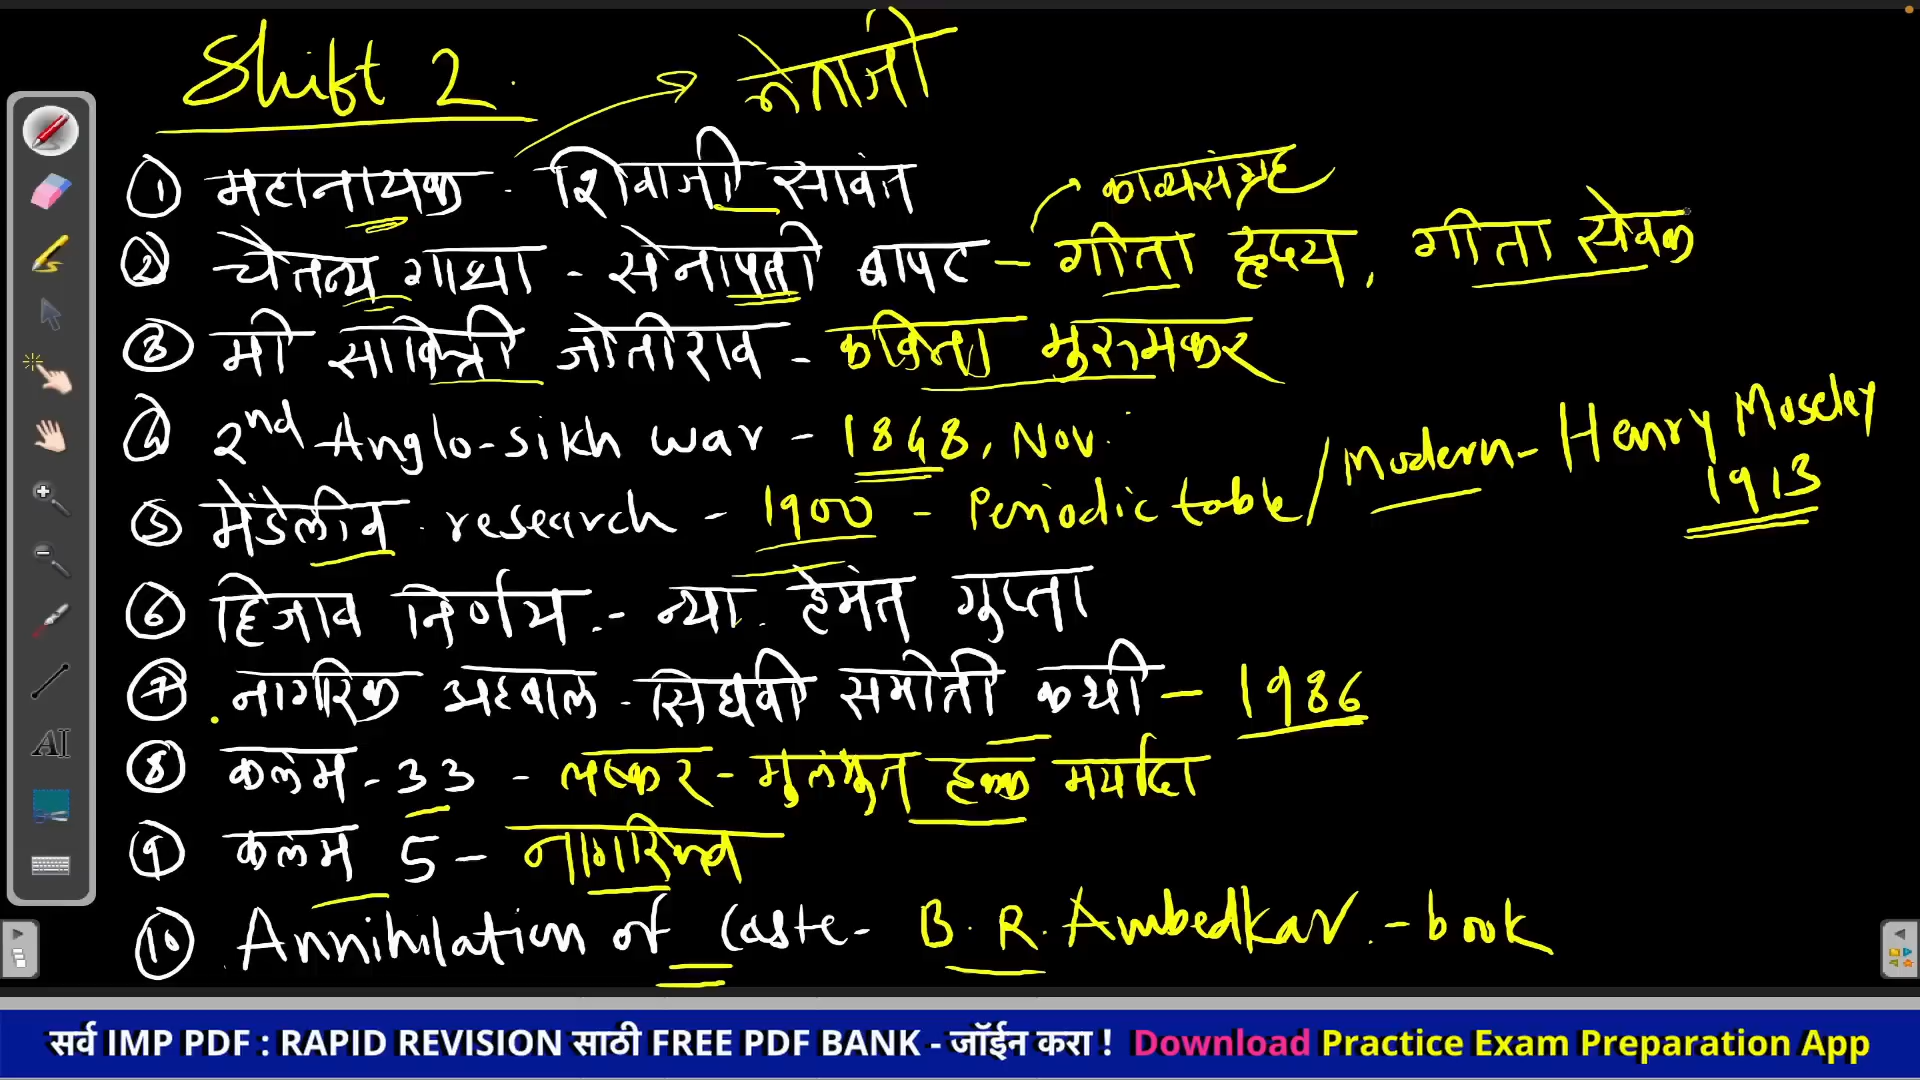 Shift 2. → नेताजी
① महानायक - शिवाजी सावंत
काव्यसंग्रह
② चैतन्य गाथा - सेनापती बापट - गीता हृदय, गीता सेवक
③ मी सावित्री जोतीराव - कविता मुरुमकर
④ 2nd Anglo-sikh war - 1848, Nov.
⑤ मेंडेलीव research - 1900 - Periodic table / Modern - Henry Moseley 1913
⑥ हिजाब निर्णय - न्या. हेमंत गुप्ता
⑦ नागरिक अहवाल - सिंघवी समीती कधी - 1986
⑧ कलम - 33 - लष्कर - मुलभुत हक्क मर्यादा
⑨ कलम 5 -
⑩ Annihilation of Caste - B. R. Ambedkar. - book
AI
सर्व IMP PDF : RAPID REVISION साठी FREE PDF BANK - जॉईन करा ! Download Practice Exam Preparation App